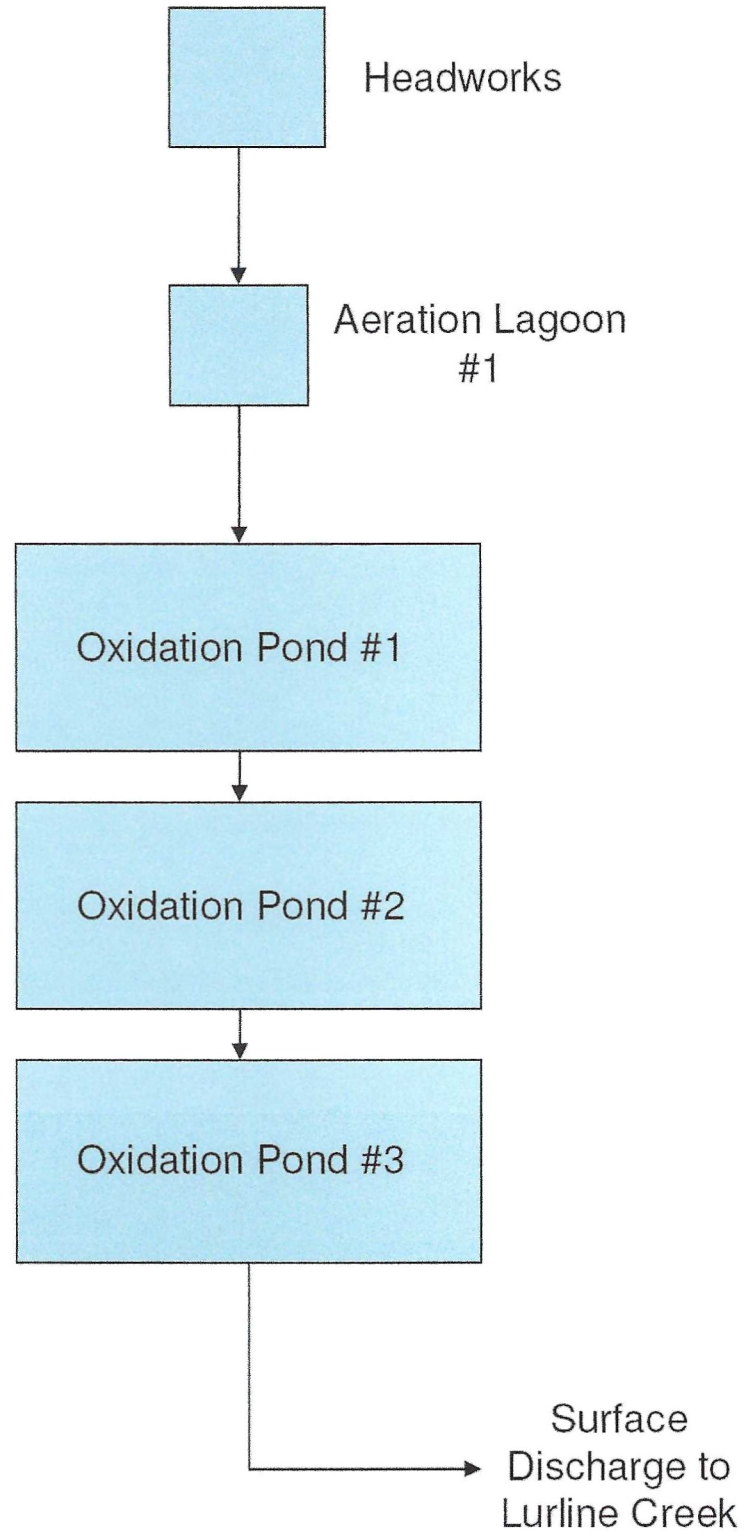 Headworks
Aeration Lagoon
#1
Oxidation Pond #1
Oxidation Pond #2
Oxidation Pond #3
Surface
Discharge to
Lurline Creek